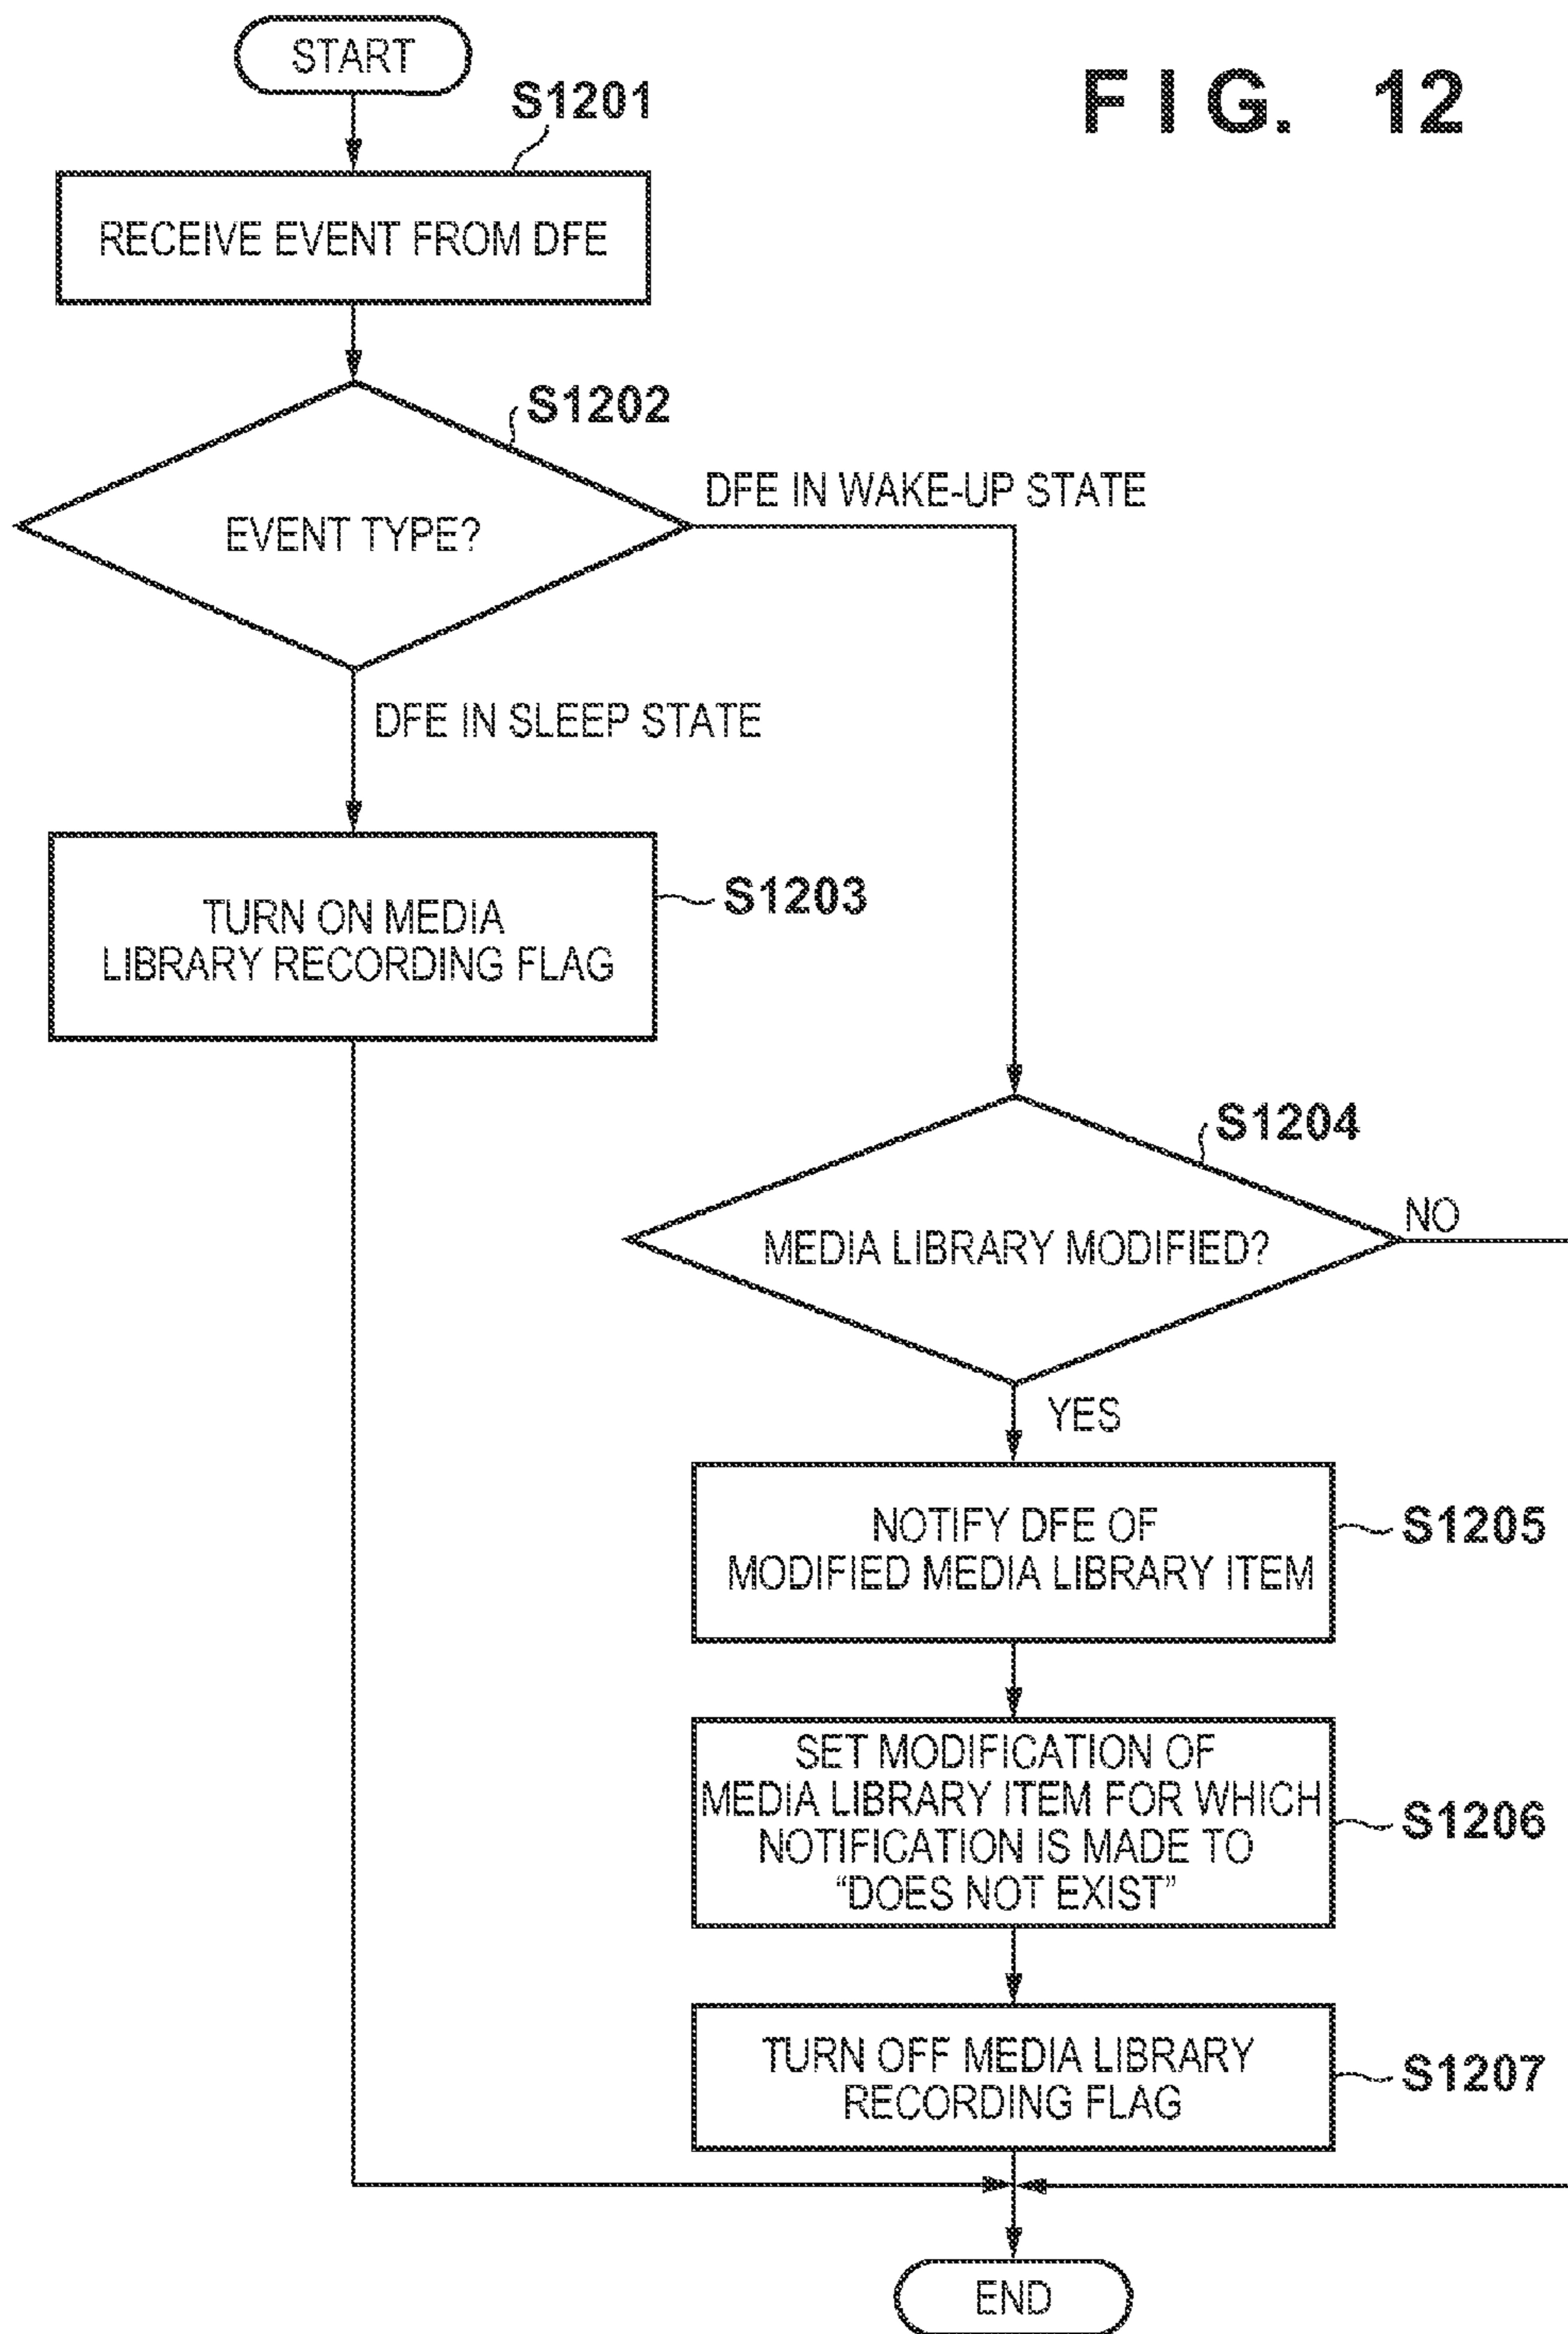 FIG. 12
START
S1201
RECEIVE EVENT FROM DFE
S1202
EVENT TYPE?
DFE IN WAKE-UP STATE
DFE IN SLEEP STATE
TURN ON MEDIA
LIBRARY RECORDING FLAG
S1203
S1204
MEDIA LIBRARY MODIFIED?
NO
YES
NOTIFY DFE OF
MODIFIED MEDIA LIBRARY ITEM
S1205
SET MODIFICATION OF
MEDIA LIBRARY ITEM FOR WHICH
NOTIFICATION IS MADE TO
“DOES NOT EXIST”
S1206
TURN OFF MEDIA LIBRARY
RECORDING FLAG
S1207
END